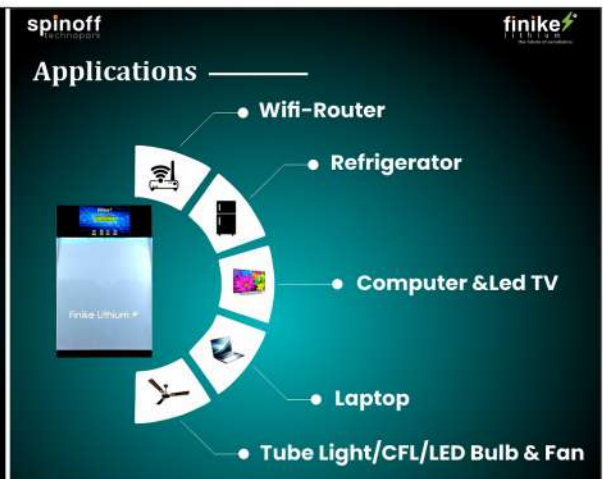 spinoff
technopark
finike
lithium
Applications
Wifi-Router
Refrigerator
Computer &Led TV
Finike Lithium
Laptop
Tube Light/CFL/LED Bulb & Fan